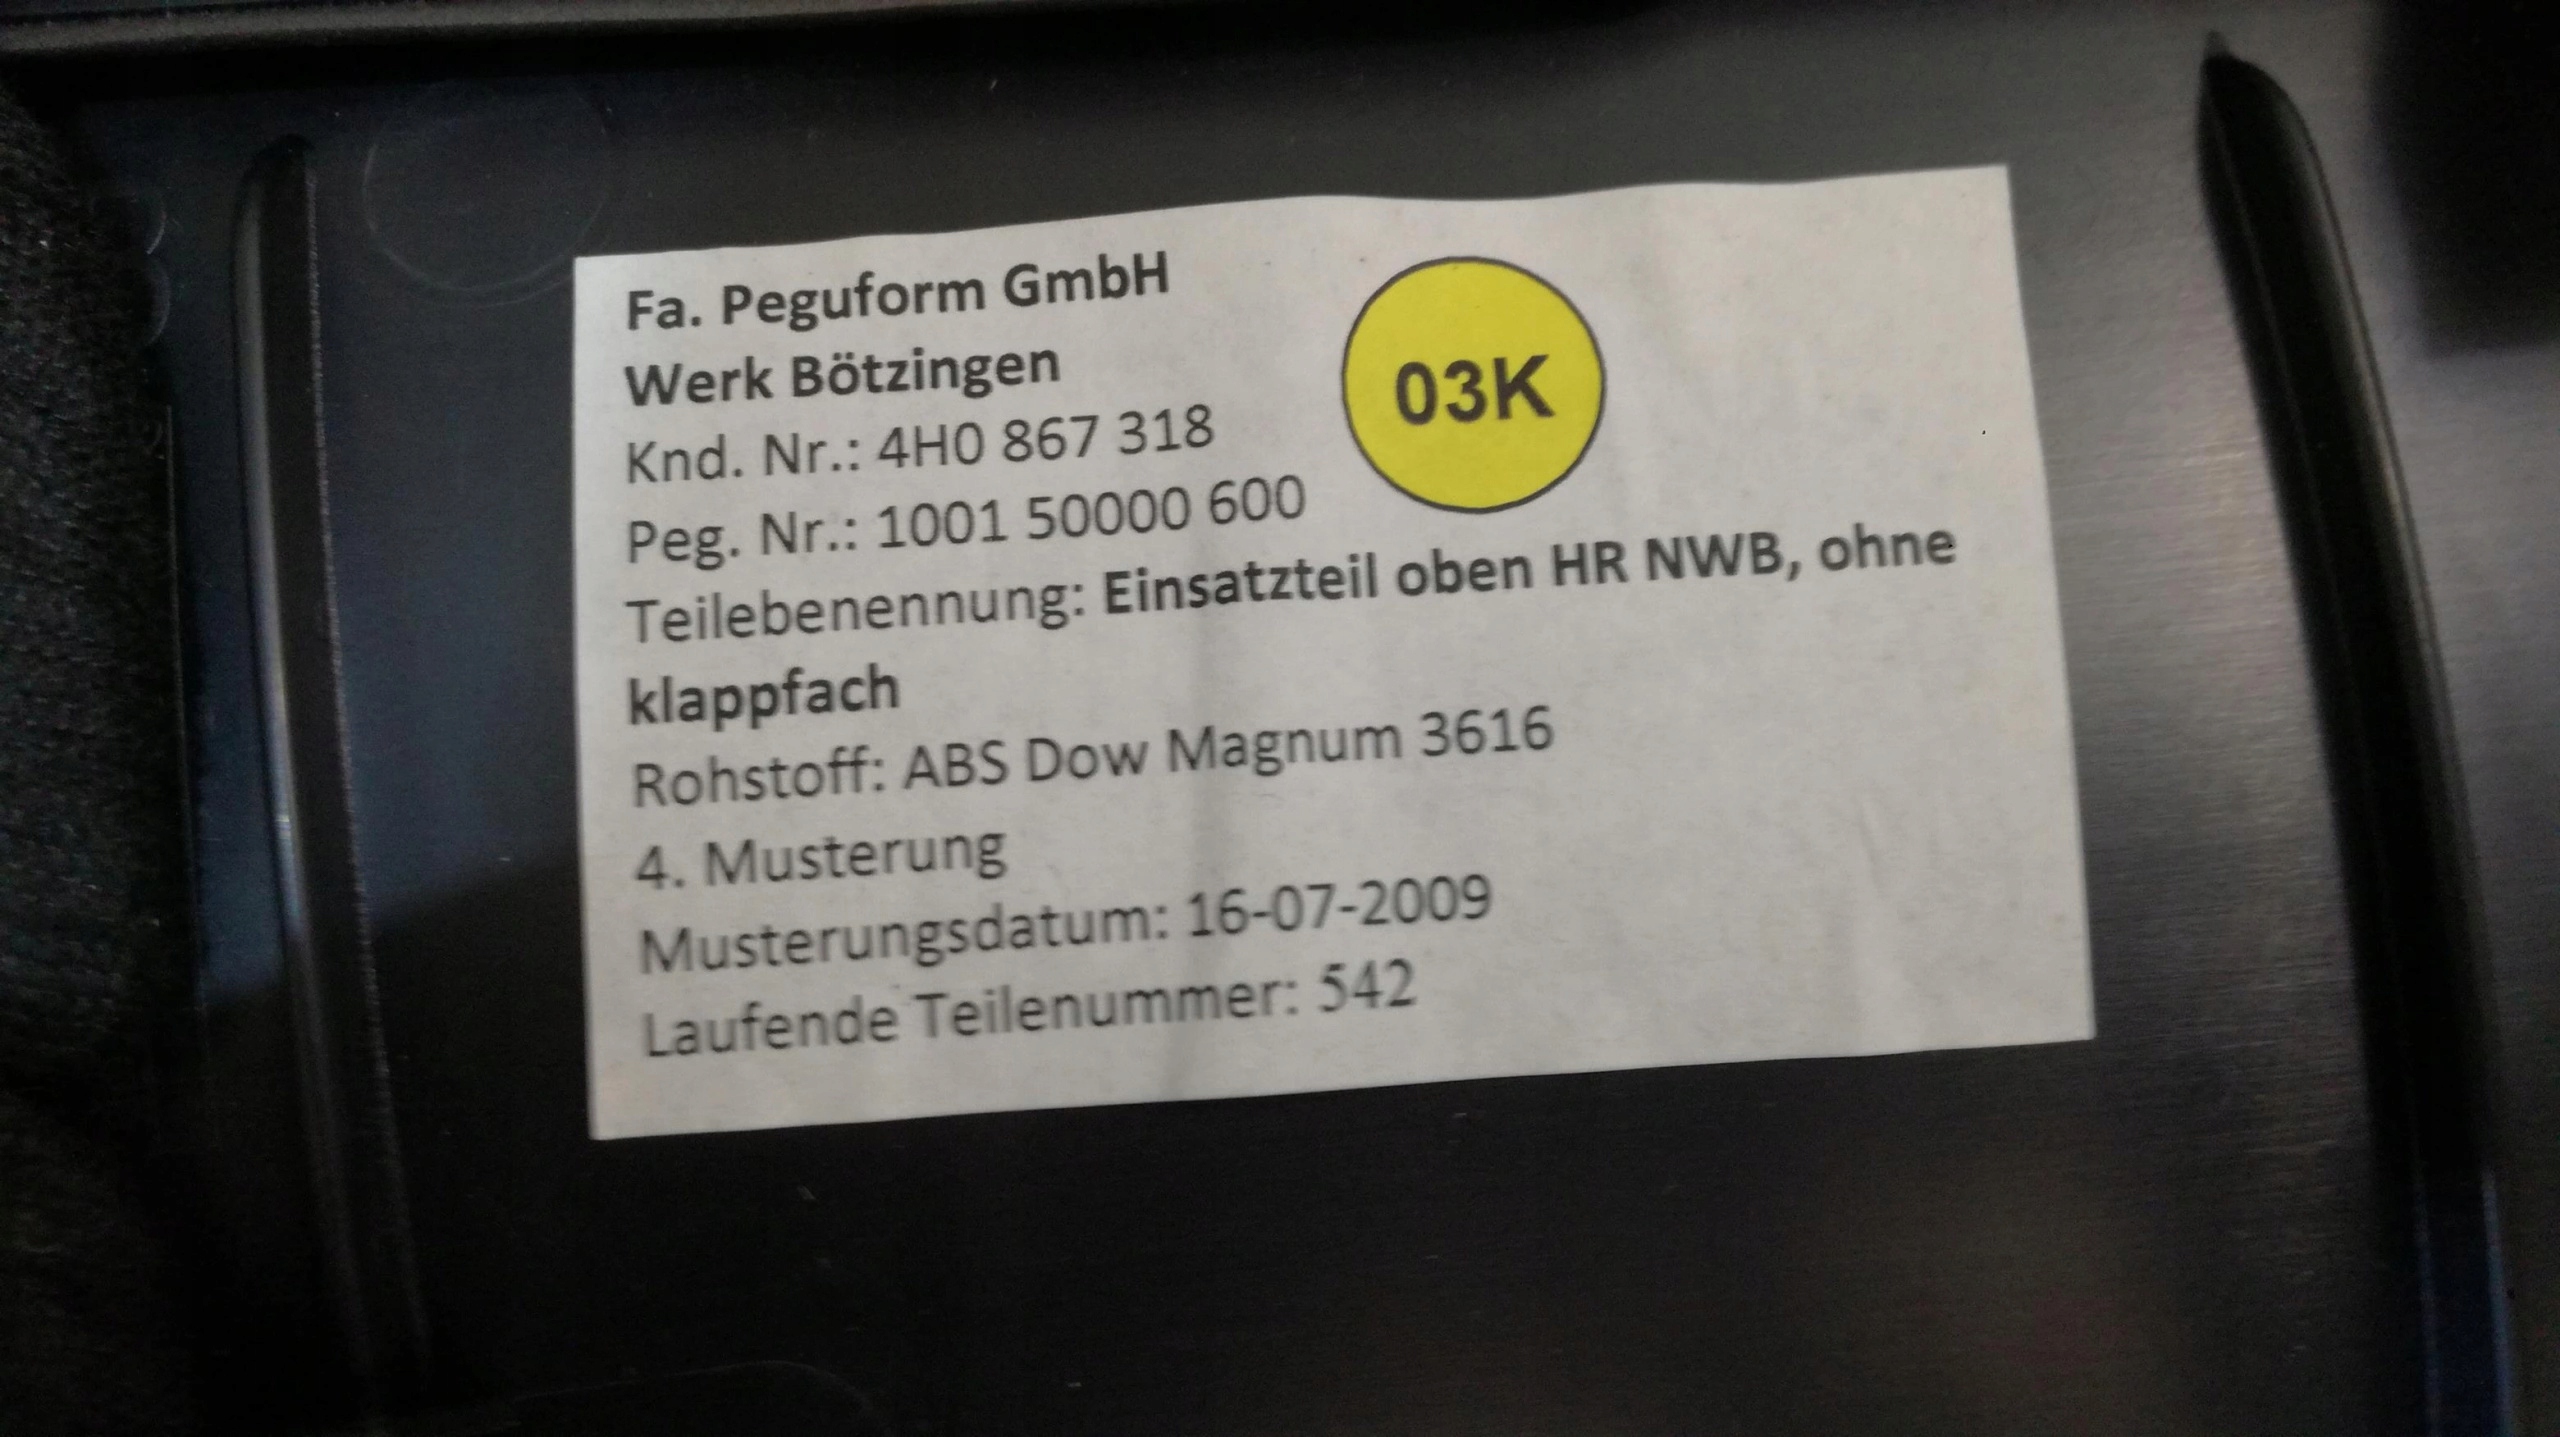 Fa. Peguform GmbH
Werk Bötzingen
03K
Knd. Nr.: 4H0 867 318
Peg. Nr.: 1001 50000 600
Teilebenennung: Einsatzteil oben HR NWB, ohne
klappfach
Rohstoff: ABS Dow Magnum 3616
4. Musterung
Musterungsdatum: 16-07-2009
Laufende Teilenummer: 542